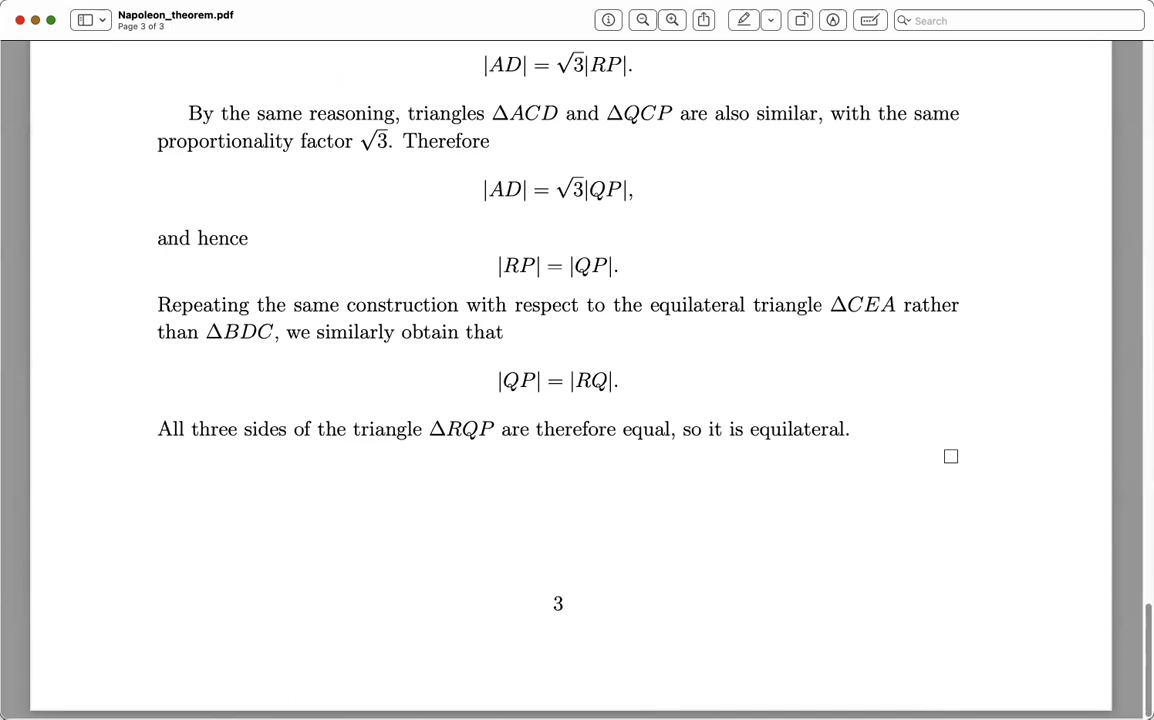 Napoleon_theorem.pdf
Page 3 of 3
Search
|AD| = √3|RP|.
By the same reasoning, triangles ΔACD and ΔQCP are also similar, with the same
proportionality factor √3. Therefore
|AD| = √3|QP|,
and hence
|RP| = |QP|.
Repeating the same construction with respect to the equilateral triangle ΔCEA rather
than ΔBDC, we similarly obtain that
|QP| = |RQ|.
All three sides of the triangle ΔRQP are therefore equal, so it is equilateral.
□
3